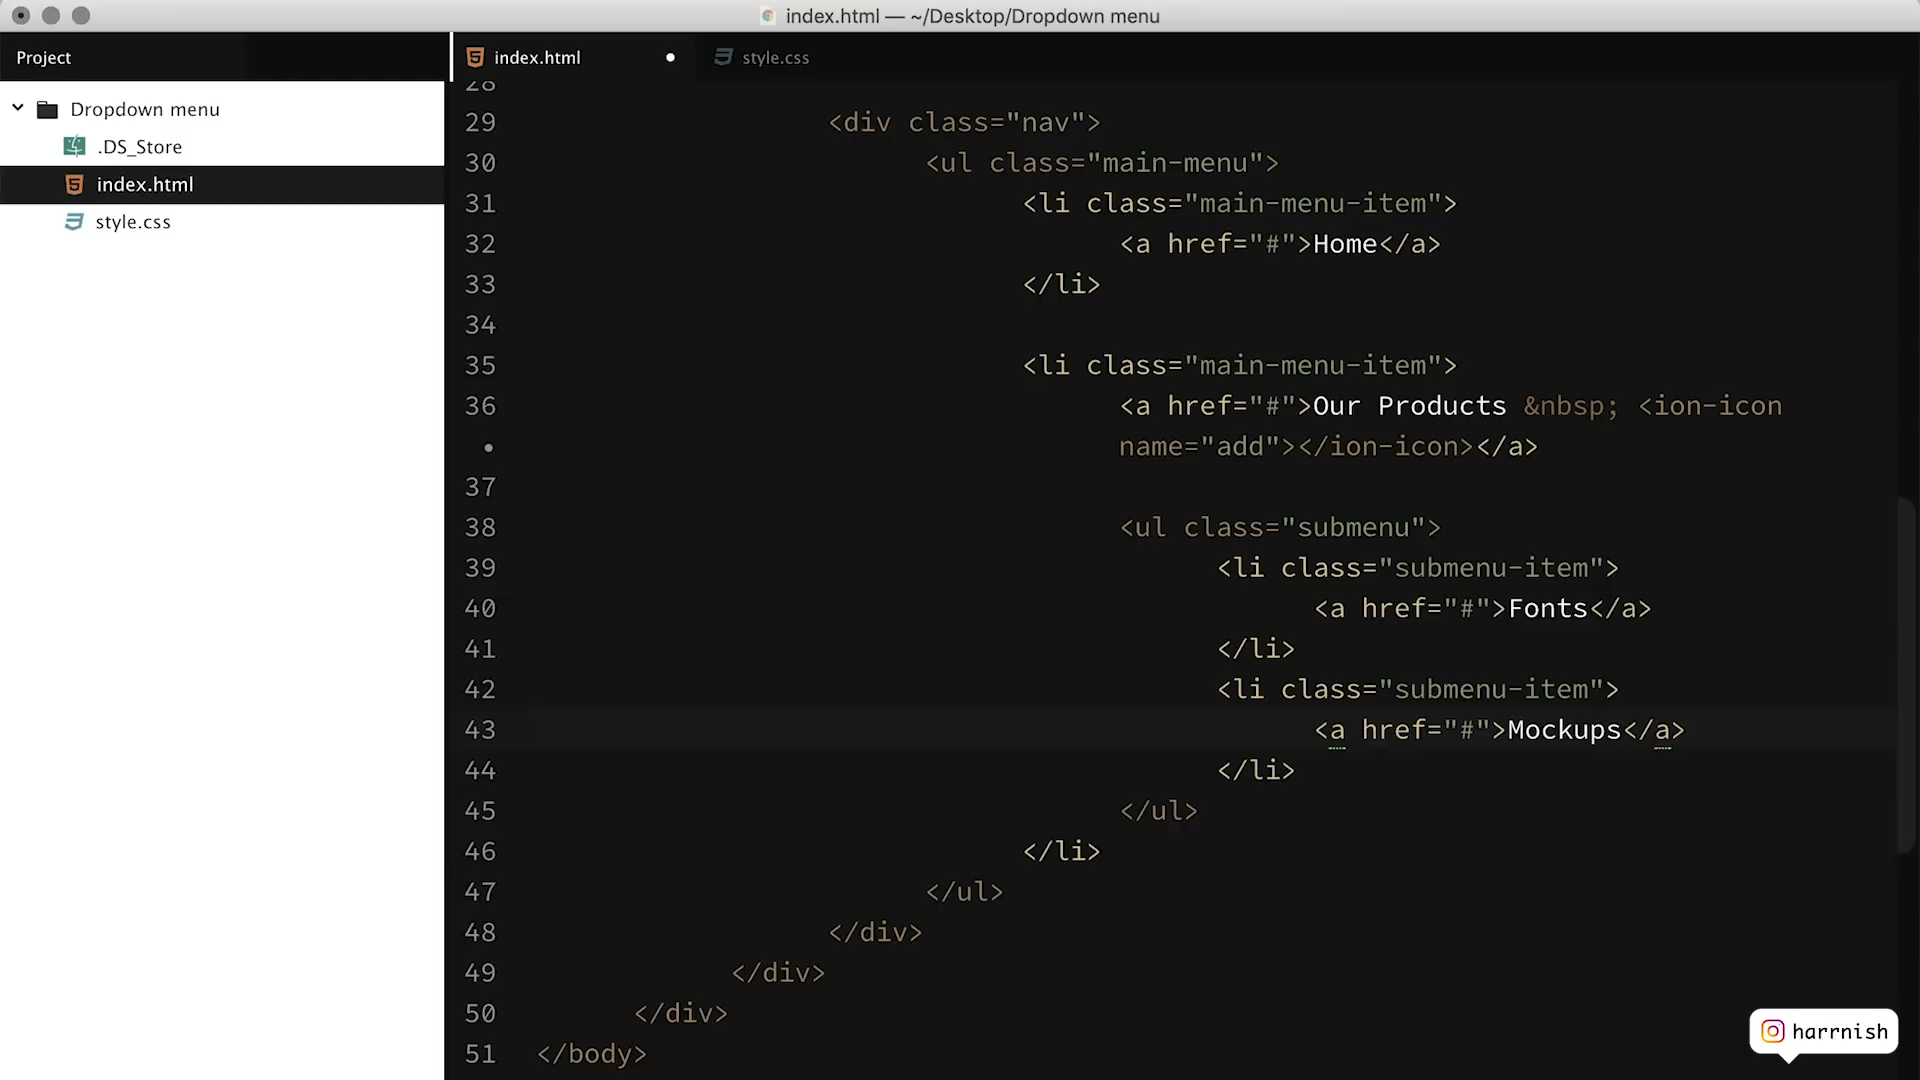 index.html — ~/Desktop/Dropdown menu
Project
index.html
style.css
Dropdown menu
.DS_Store
index.html
style.css
28
29 <div class="nav">
30 <ul class="main-menu">
31 <li class="main-menu-item">
32 <a href="#">Home</a>
33 </li>
34
35 <li class="main-menu-item">
36 <a href="#">Our Products &nbsp; <ion-icon
• name="add"></ion-icon></a>
37
38 <ul class="submenu">
39 <li class="submenu-item">
40 <a href="#">Fonts</a>
41 </li>
42 <li class="submenu-item">
43 <a href="#">Mockups</a>
44 </li>
45 </ul>
46 </li>
47 </ul>
48 </div>
49 </div>
50 </div>
51 </body>
harrnish